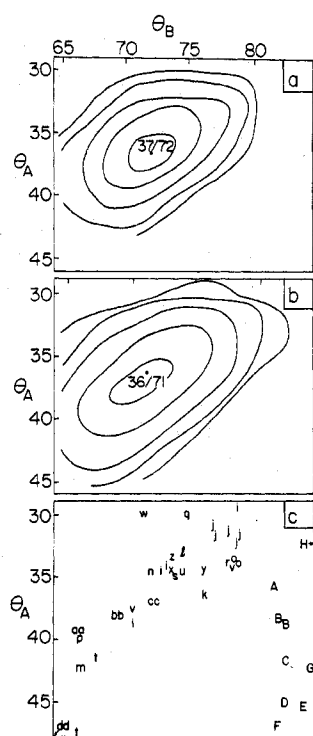 θB
65 70 75 80
a
30
35
θA
40
45
37/72
b
30
35
θA
40
45
36/71
c
30
35
θA
40
45
w q i
j j j j
H
z l
n i i x s u y
r v o o
A
k
cc
bb v i
B B
aa p
m t
C G
D E
dd t F